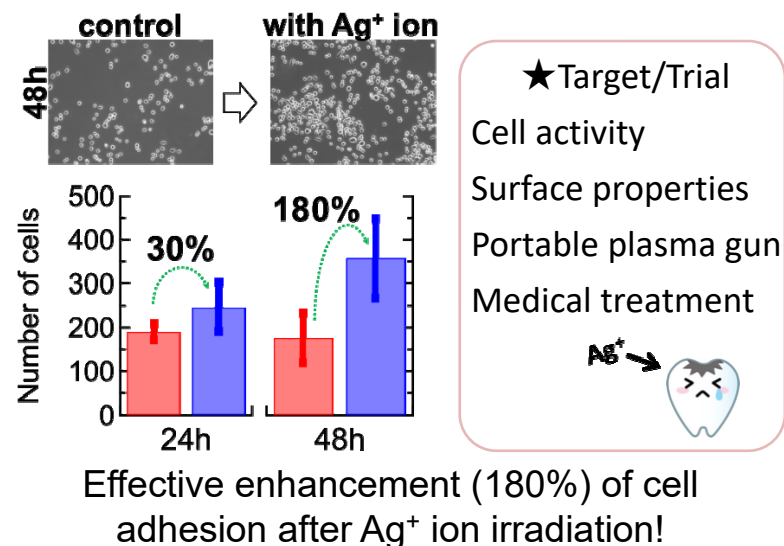 control
with Ag⁺ ion
48h
★Target/Trial
Cell activity
Surface properties
Portable plasma gun
Medical treatment
Ag⁺
Number of cells
500
400
300
200
100
0
30%
180%
24h
48h
Effective enhancement (180%) of cell
adhesion after Ag⁺ ion irradiation!